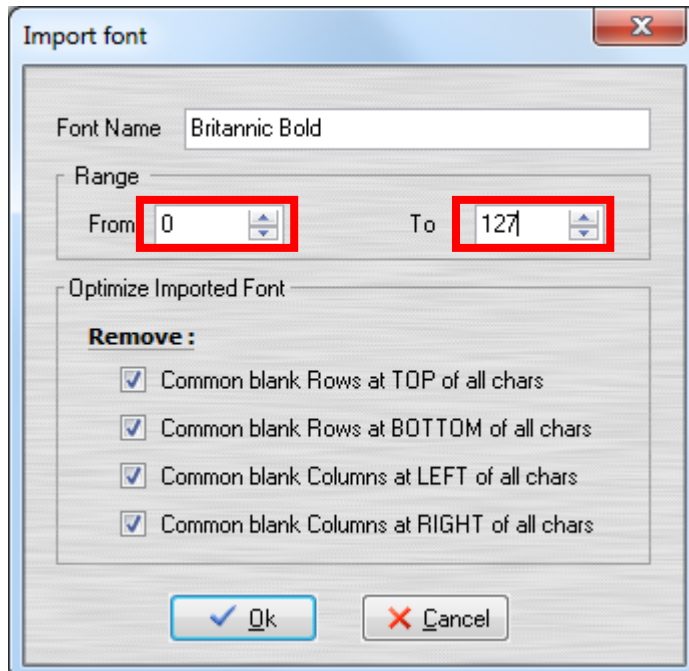 Import font
Font Name Britannic Bold
Range
From 0 To 127
Optimize Imported Font
Remove :
Common blank Rows at TOP of all chars
Common blank Rows at BOTTOM of all chars
Common blank Columns at LEFT of all chars
Common blank Columns at RIGHT of all chars
Ok Cancel